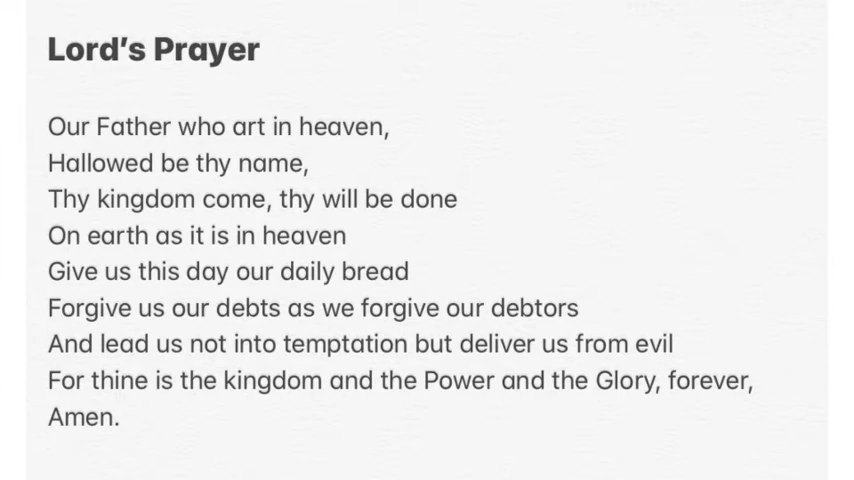 Lord’s Prayer
Our Father who art in heaven,
Hallowed be thy name,
Thy kingdom come, thy will be done
On earth as it is in heaven
Give us this day our daily bread
Forgive us our debts as we forgive our debtors
And lead us not into temptation but deliver us from evil
For thine is the kingdom and the Power and the Glory, forever,
Amen.